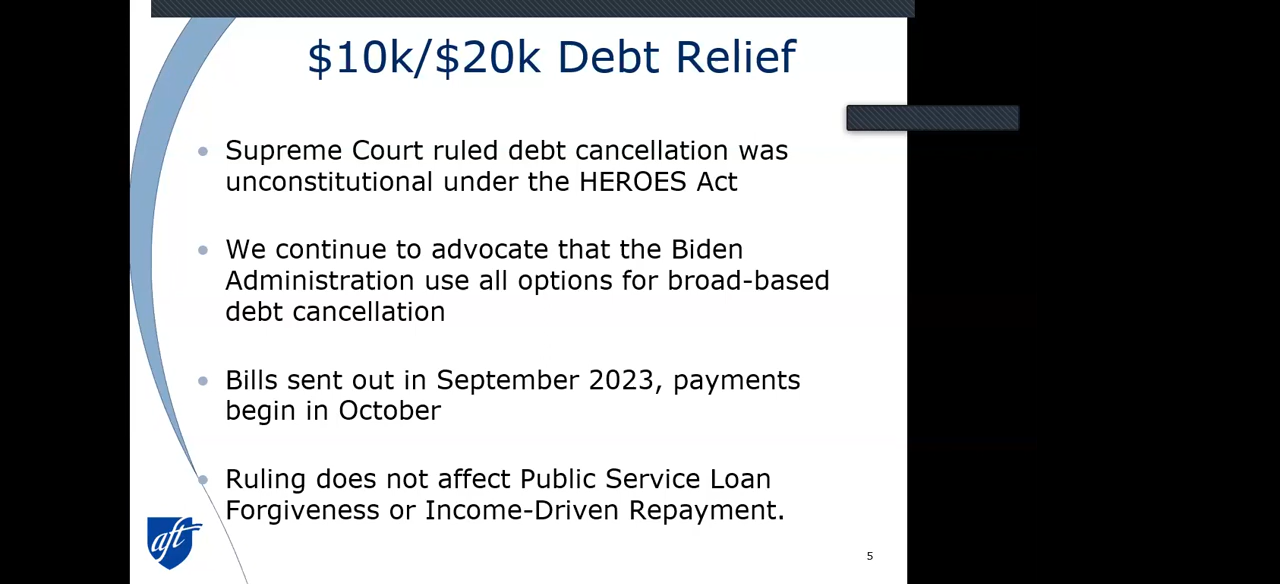 $10k/$20k Debt Relief
Supreme Court ruled debt cancellation was
unconstitutional under the HEROES Act
We continue to advocate that the Biden
Administration use all options for broad-based
debt cancellation
Bills sent out in September 2023, payments
begin in October
Ruling does not affect Public Service Loan
Forgiveness or Income-Driven Repayment.
aft
5